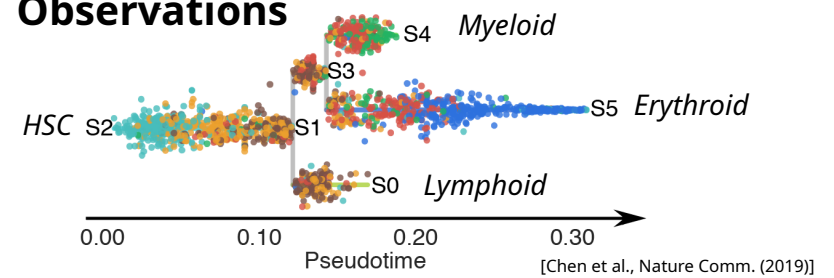 Observations
S4 Myeloid
S3
HSC S2 S1
S5 Erythroid
S0 Lymphoid
0.00 0.10 0.20 0.30
Pseudotime
[Chen et al., Nature Comm. (2019)]